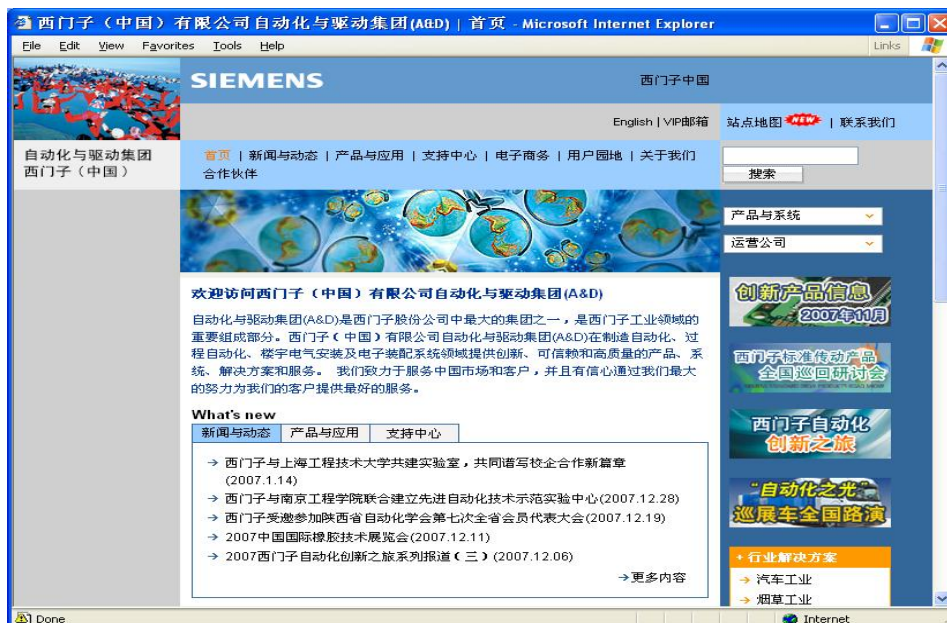 西门子（中国）有限公司自动化与驱动集团(A&D) | 首页 - Microsoft Internet Explorer
File Edit View Favorites Tools Help
Links
SIEMENS
西门子中国
English | VIP邮箱
站点地图 NEW | 联系我们
自动化与驱动集团
西门子（中国）
首页 | 新闻与动态 | 产品与应用 | 支持中心 | 电子商务 | 用户园地 | 关于我们
合作伙伴
搜索
产品与系统
运营公司
欢迎访问西门子（中国）有限公司自动化与驱动集团(A&D)
自动化与驱动集团(A&D)是西门子股份公司中最大的集团之一，是西门子工业领域的
重要组成部分。西门子（中国）有限公司自动化与驱动集团(A&D)在制造自动化、过
程自动化、楼宇电气安装及电子装配系统领域提供创新、可信赖和高质量的产品、系
统、解决方案和服务。 我们致力于服务中国市场和客户，并且有信心通过我们最大
的努力为我们的客户提供最好的服务。
What's new
新闻与动态 产品与应用 支持中心
→ 西门子与上海工程技术大学共建实验室，共同谱写校企合作新篇章
(2007.1.14)
→ 西门子与南京工程学院联合建立先进自动化技术示范实验中心(2007.12.28)
→ 西门子受邀参加陕西省自动化学会第七次全省会员代表大会(2007.12.19)
→ 2007中国国际橡胶技术展览会(2007.12.11)
→ 2007西门子自动化创新之旅系列报道（三）(2007.12.06)
→更多内容
创新产品信息
2007年11月
西门子标准传动产品
全国巡回研讨会
西门子自动化
创新之旅
“自动化之光”
巡展车全国路演
+ 行业解决方案
→ 汽车工业
→ 烟草工业
Done
Internet